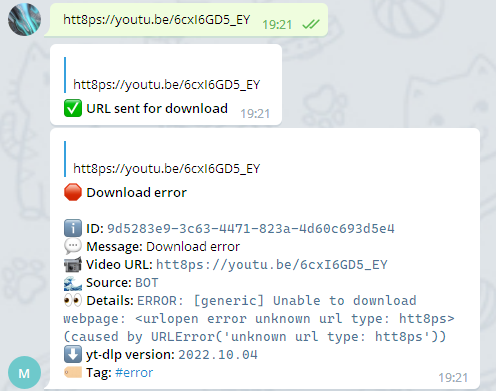 htt8ps://youtu.be/6cxI6GD5_EY 19:21
htt8ps://youtu.be/6cxI6GD5_EY
URL sent for download 19:21
htt8ps://youtu.be/6cxI6GD5_EY
Download error
ID: 9d5283e9-3c63-4471-823a-4d60c693d5e4
Message: Download error
Video URL: htt8ps://youtu.be/6cxI6GD5_EY
Source: BOT
Details: ERROR: [generic] Unable to download
webpage: <urlopen error unknown url type: htt8ps>
(caused by URLError('unknown url type: htt8ps'))
yt-dlp version: 2022.10.04
Tag: #error
M 19:21